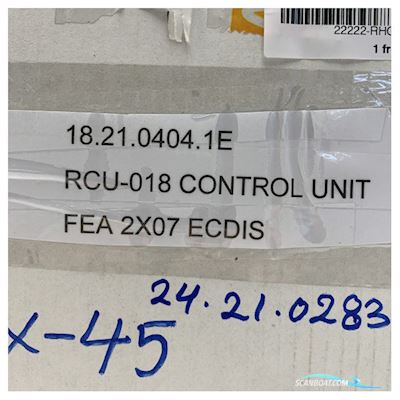 22222-RHO
1 fr
18.21.0404.1E
RCU-018 CONTROL UNIT
FEA 2X07 ECDIS
24.21.0283
x-45
SCANBOAT.COM